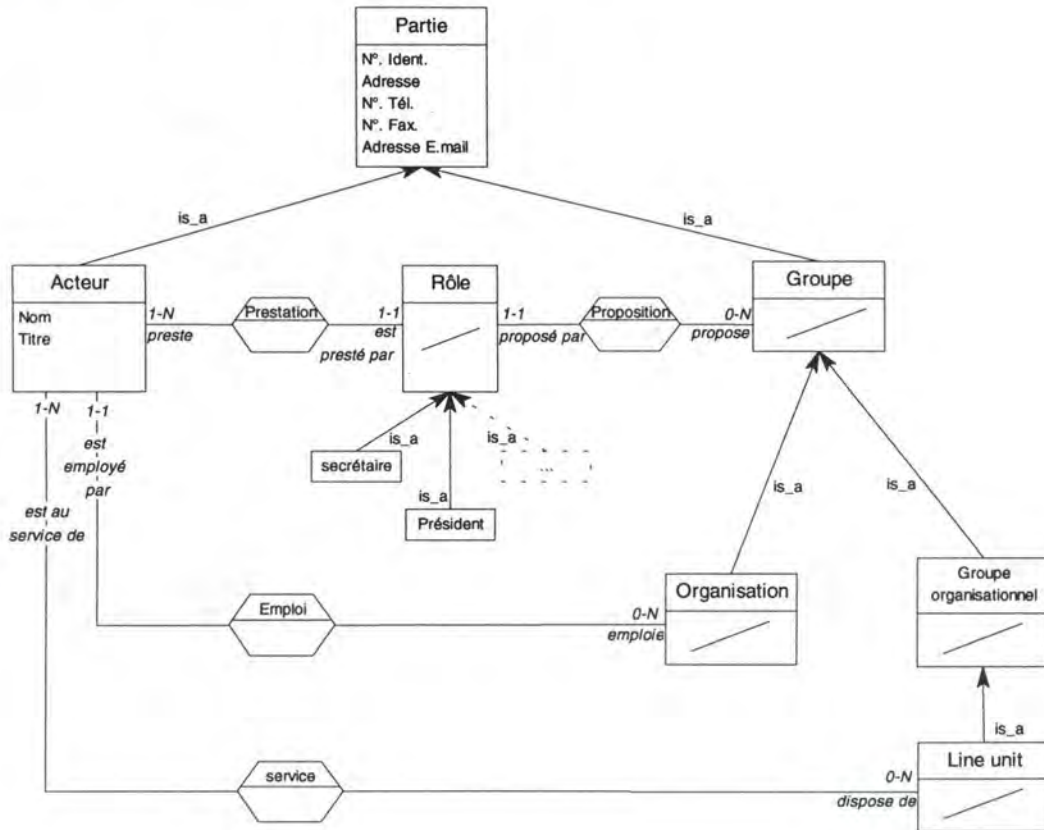 Partie
N°. Ident.
Adresse
N°. Tél.
N°. Fax.
Adresse E.mail
is_a
is_a
Acteur
Nom
Titre
1-N
preste
Prestation
1-1
est
presté par
Rôle
1-1
proposé par
Proposition
0-N
propose
Groupe
1-N
1-1
est
employé
par
est au
service de
is_a
secrétaire
is_a
Président
is_a
...
is_a
is_a
Emploi
0-N
emploie
Organisation
Groupe
organisationnel
is_a
service
0-N
dispose de
Line unit